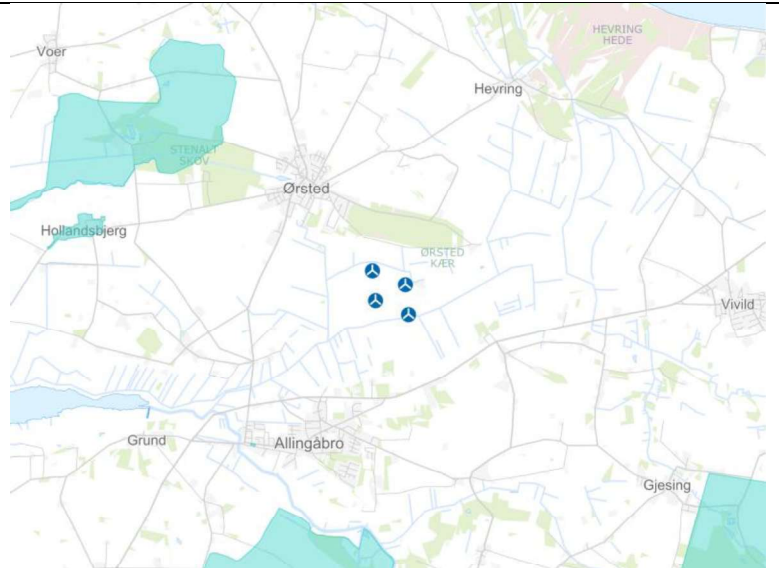 HEVRING
HEDE
Voer
Hevring
STENALT
SKOV
Ørsted
Hollandsbjerg
ØRSTED
KÆR
Vivild
Grund
Allingåbro
Gjesing